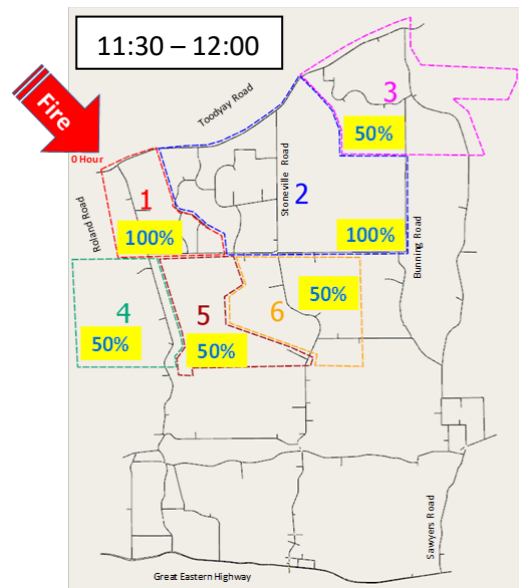 11:30 – 12:00
Fire
Toodyay Road
3
50%
0 Hour
1
Roland Road
100%
Stoneville Road
2
100%
Bunning Road
4
50%
5
50%
6
50%
Sawyers Road
Great Eastern Highway